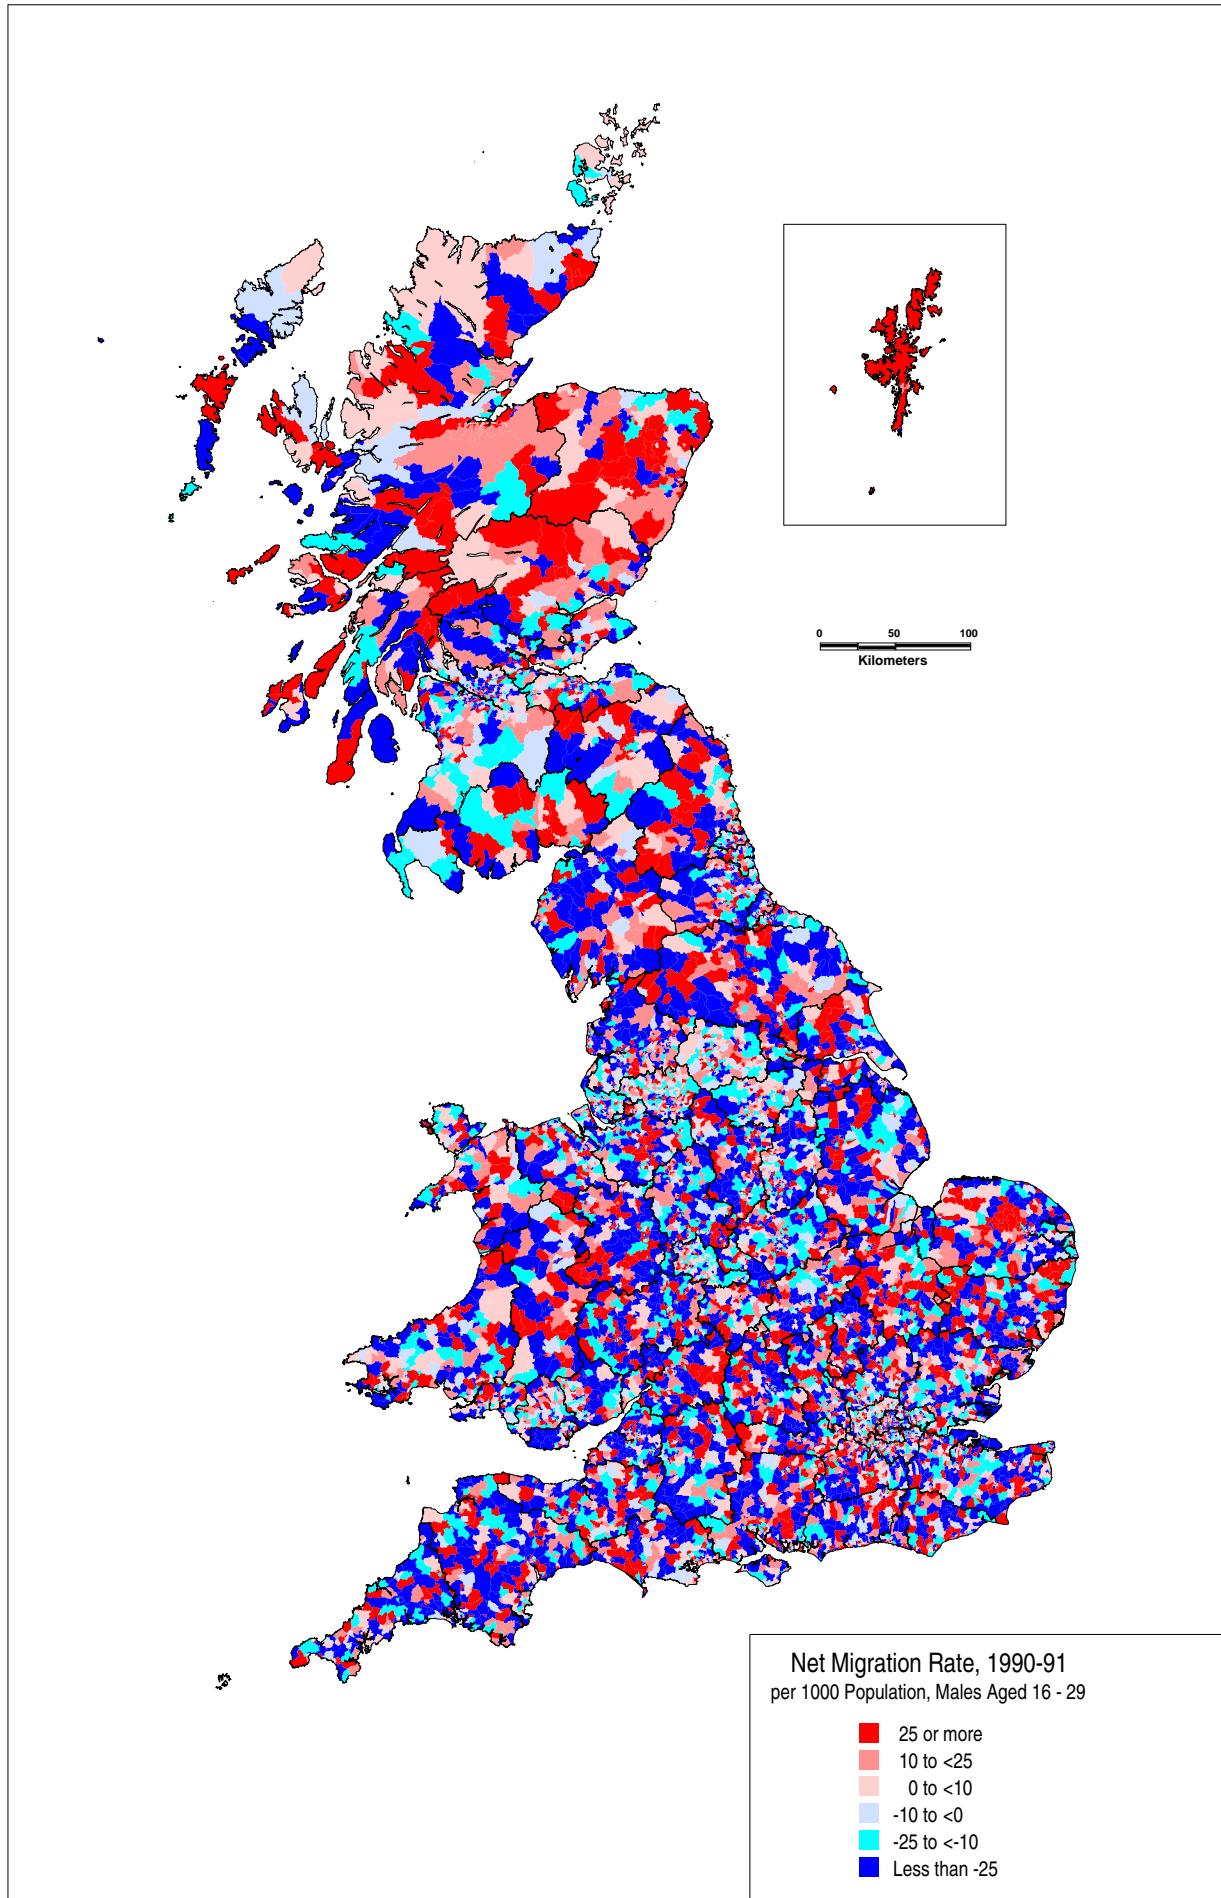 0 50 100
Kilometers
Net Migration Rate, 1990-91
per 1000 Population, Males Aged 16 - 29
25 or more
10 to <25
0 to <10
-10 to <0
-25 to <-10
Less than -25